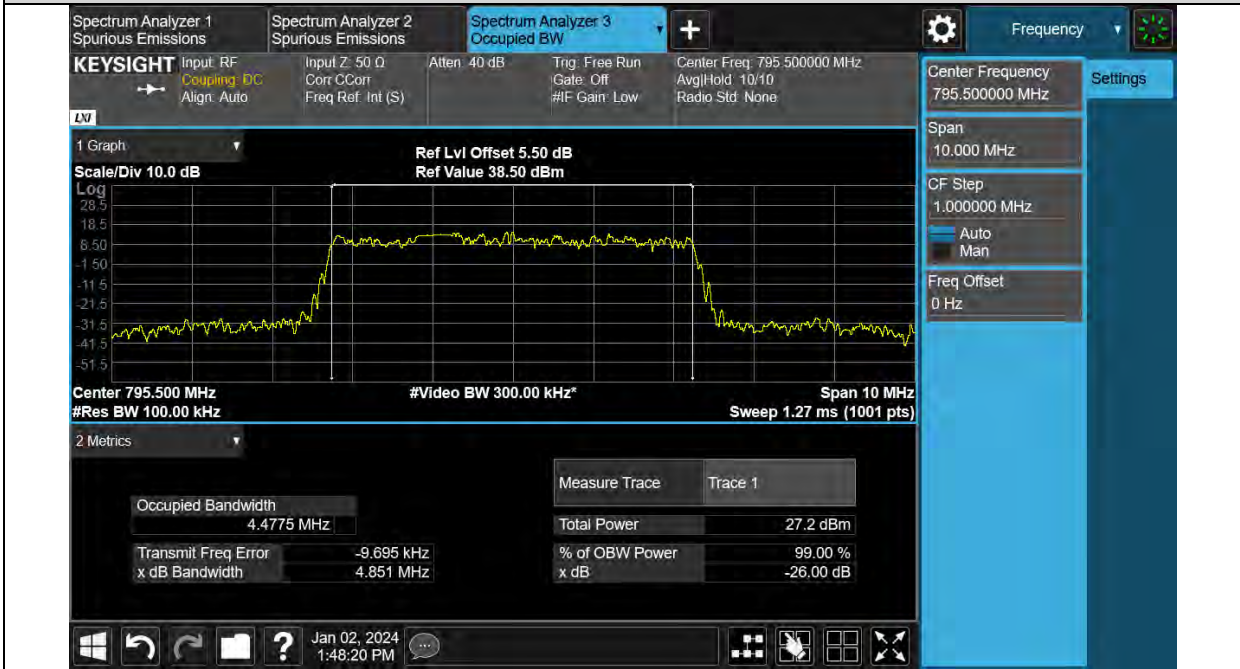 Spectrum Analyzer 1
Spurious Emissions
Spectrum Analyzer 2
Spurious Emissions
Spectrum Analyzer 3
Occupied BW
Frequency
KEYSIGHT
Input: RF
Coupling: DC
Align: Auto
Input Z: 50 Ω
Corr CCorr
Freq Ref: Int (S)
Atten: 40 dB
Trig: Free Run
Gate: Off
#IF Gain: Low
Center Freq: 795.500000 MHz
Avg|Hold: 10/10
Radio Std: None
LXI
Center Frequency
795.500000 MHz
Settings
Span
10.000 MHz
CF Step
1.000000 MHz
Auto
Man
Freq Offset
0 Hz
1 Graph
Scale/Div 10.0 dB
Ref Lvl Offset 5.50 dB
Ref Value 38.50 dBm
Log
28.5
18.5
8.50
-1.50
-11.5
-21.5
-31.5
-41.5
-51.5
Center 795.500 MHz
#Video BW 300.00 kHz*
Span 10 MHz
#Res BW 100.00 kHz
Sweep 1.27 ms (1001 pts)
2 Metrics
Occupied Bandwidth
4.4775 MHz
Transmit Freq Error -9.695 kHz
x dB Bandwidth 4.851 MHz
Measure Trace Trace 1
Total Power 27.2 dBm
% of OBW Power 99.00 %
x dB -26.00 dB
Jan 02, 2024
1:48:20 PM